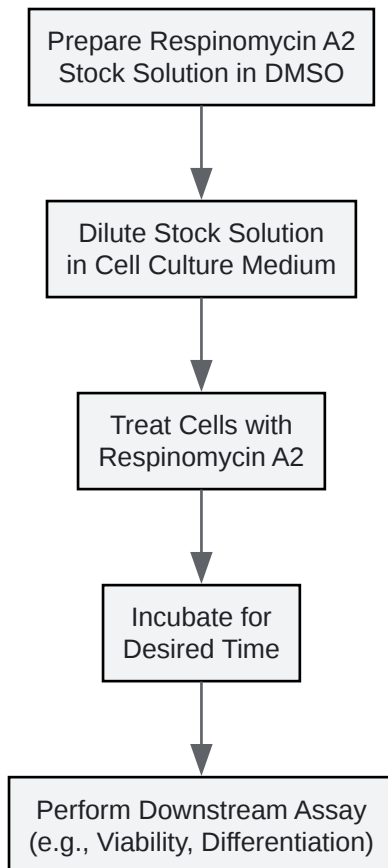 Prepare Respinomycin A2
Stock Solution in DMSO
Dilute Stock Solution
in Cell Culture Medium
Treat Cells with
Respinomycin A2
Incubate for
Desired Time
Perform Downstream Assay
(e.g., Viability, Differentiation)